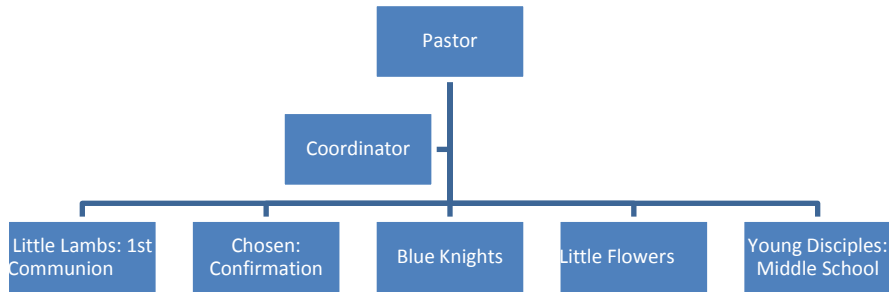 Pastor
Coordinator
Little Lambs: 1st
Communion
Chosen:
Confirmation
Blue Knights
Little Flowers
Young Disciples:
Middle School